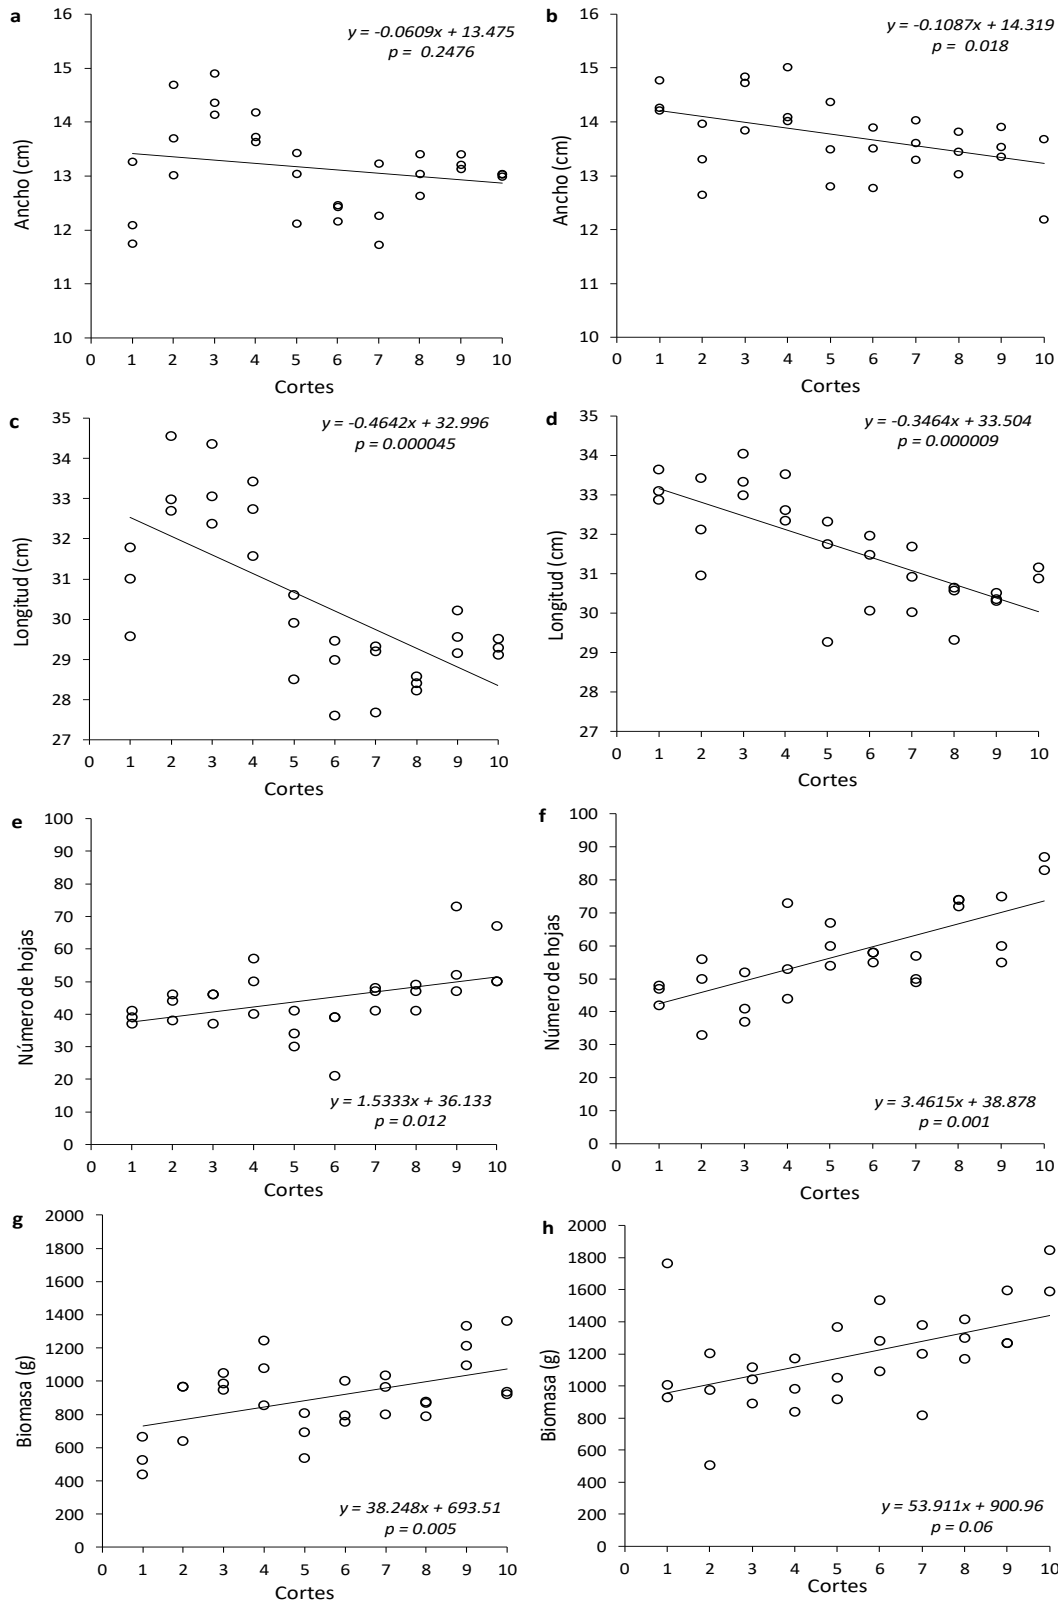 a
y = -0.0609x + 13.475
p = 0.2476
16
15
14
13
12
11
10
Ancho (cm)
0 1 2 3 4 5 6 7 8 9 10
Cortes
b
y = -0.1087x + 14.319
p = 0.018
16
15
14
13
12
11
10
Ancho (cm)
0 1 2 3 4 5 6 7 8 9 10
Cortes
c
y = -0.4642x + 32.996
p = 0.000045
35
34
33
32
31
30
29
28
27
Longitud (cm)
0 1 2 3 4 5 6 7 8 9 10
Cortes
d
y = -0.3464x + 33.504
p = 0.000009
35
34
33
32
31
30
29
28
27
Longitud (cm)
0 1 2 3 4 5 6 7 8 9 10
Cortes
e
100
90
80
70
60
50
40
30
20
10
0
Número de hojas
y = 1.5333x + 36.133
p = 0.012
0 1 2 3 4 5 6 7 8 9 10
Cortes
f
100
90
80
70
60
50
40
30
20
10
0
Número de hojas
y = 3.4615x + 38.878
p = 0.001
0 1 2 3 4 5 6 7 8 9 10
Cortes
g
2000
1800
1600
1400
1200
1000
800
600
400
200
0
Biomasa (g)
y = 38.248x + 693.51
p = 0.005
0 1 2 3 4 5 6 7 8 9 10
Cortes
h
2000
1800
1600
1400
1200
1000
800
600
400
200
0
Biomasa (g)
y = 53.911x + 900.96
p = 0.06
0 1 2 3 4 5 6 7 8 9 10
Cortes